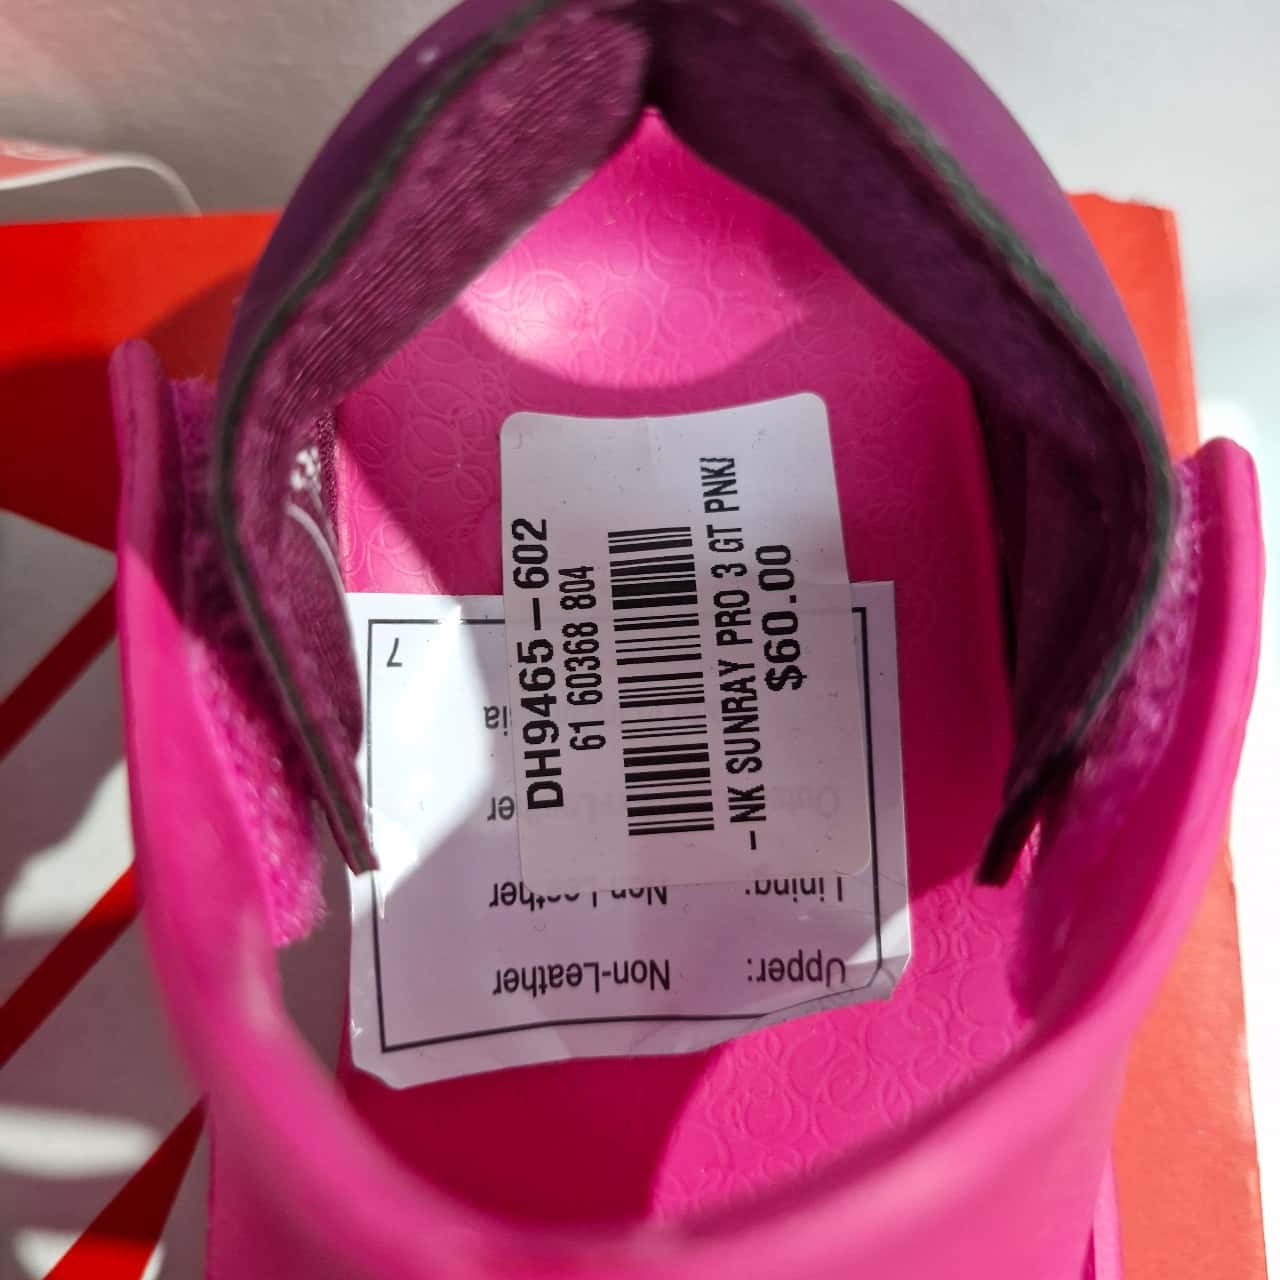 DH9465-602
61 60368 804
- NK SUNRAY PRO 3 GT PNK
$60.00
Upper: Non-Leather
Lining: Non-Leather
7